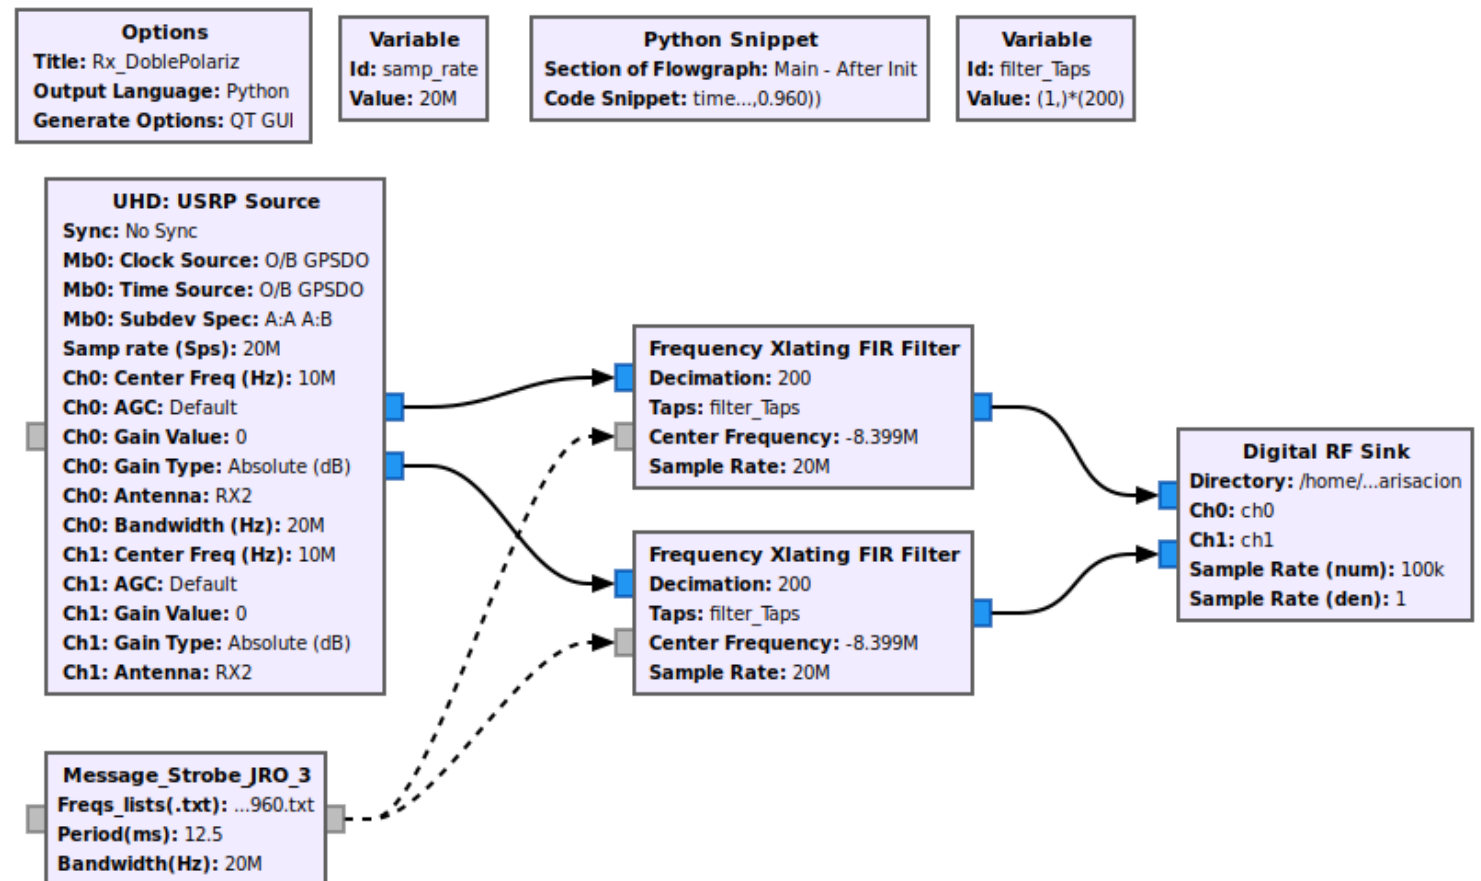 Options
Title: Rx_DoblePolariz
Output Language: Python
Generate Options: QT GUI
Variable
Id: samp_rate
Value: 20M
Python Snippet
Section of Flowgraph: Main - After Init
Code Snippet: time...,0.960))
Variable
Id: filter_Taps
Value: (1,)*(200)
UHD: USRP Source
Sync: No Sync
Mb0: Clock Source: O/B GPSDO
Mb0: Time Source: O/B GPSDO
Mb0: Subdev Spec: A:A A:B
Samp rate (Sps): 20M
Ch0: Center Freq (Hz): 10M
Ch0: AGC: Default
Ch0: Gain Value: 0
Ch0: Gain Type: Absolute (dB)
Ch0: Antenna: RX2
Ch0: Bandwidth (Hz): 20M
Ch1: Center Freq (Hz): 10M
Ch1: AGC: Default
Ch1: Gain Value: 0
Ch1: Gain Type: Absolute (dB)
Ch1: Antenna: RX2
Frequency Xlating FIR Filter
Decimation: 200
Taps: filter_Taps
Center Frequency: -8.399M
Sample Rate: 20M
Frequency Xlating FIR Filter
Decimation: 200
Taps: filter_Taps
Center Frequency: -8.399M
Sample Rate: 20M
Digital RF Sink
Directory: /home/...arisacion
Ch0: ch0
Ch1: ch1
Sample Rate (num): 100k
Sample Rate (den): 1
Message_Strobe_JRO_3
Freqs_lists(.txt): ...960.txt
Period(ms): 12.5
Bandwidth(Hz): 20M